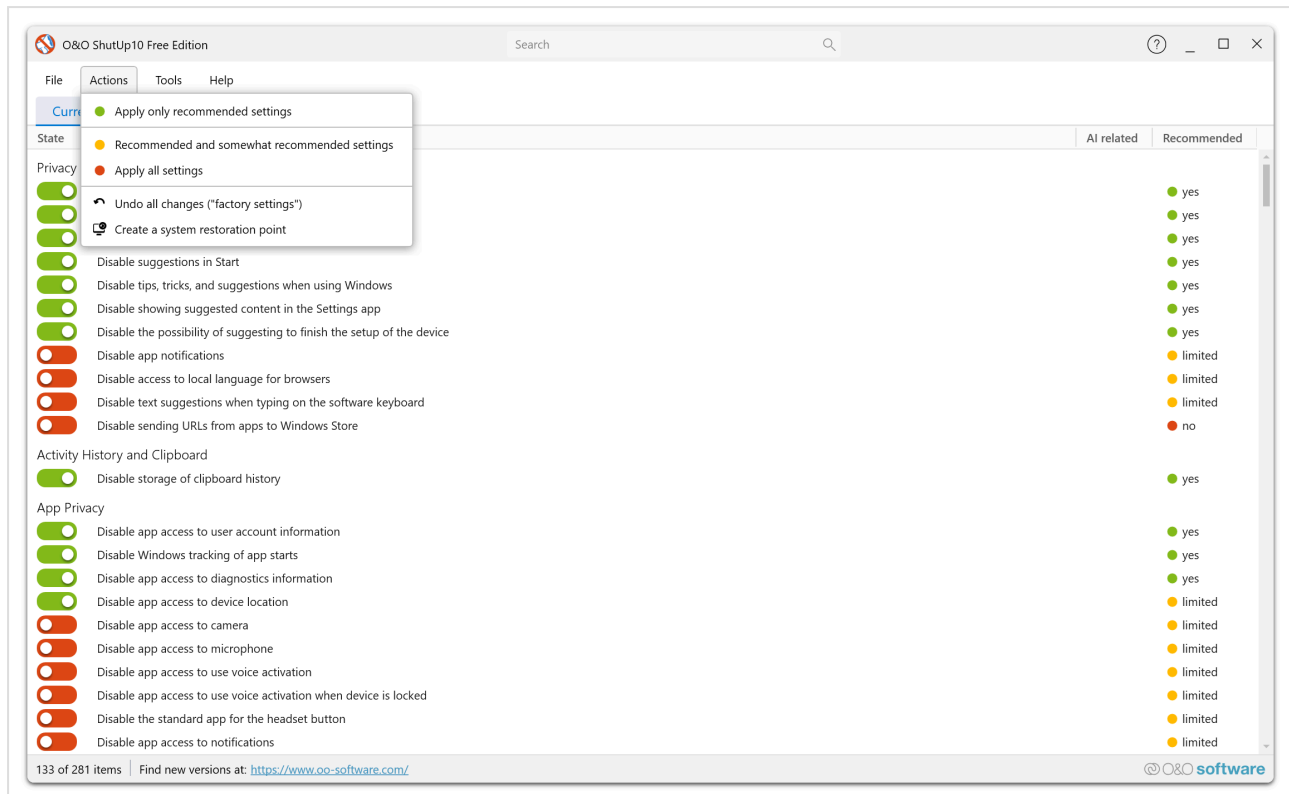 O&O ShutUp10 Free Edition
Search
?
File Actions Tools Help
Curre
Apply only recommended settings
Recommended and somewhat recommended settings
Apply all settings
Undo all changes ("factory settings")
Create a system restoration point
State AI related Recommended
Privacy
yes
yes
yes
Disable suggestions in Start yes
Disable tips, tricks, and suggestions when using Windows yes
Disable showing suggested content in the Settings app yes
Disable the possibility of suggesting to finish the setup of the device yes
Disable app notifications limited
Disable access to local language for browsers limited
Disable text suggestions when typing on the software keyboard limited
Disable sending URLs from apps to Windows Store no
Activity History and Clipboard
Disable storage of clipboard history yes
App Privacy
Disable app access to user account information yes
Disable Windows tracking of app starts yes
Disable app access to diagnostics information yes
Disable app access to device location limited
Disable app access to camera limited
Disable app access to microphone limited
Disable app access to use voice activation limited
Disable app access to use voice activation when device is locked limited
Disable the standard app for the headset button limited
Disable app access to notifications limited
133 of 281 items Find new versions at: https://www.oo-software.com/ O&O software